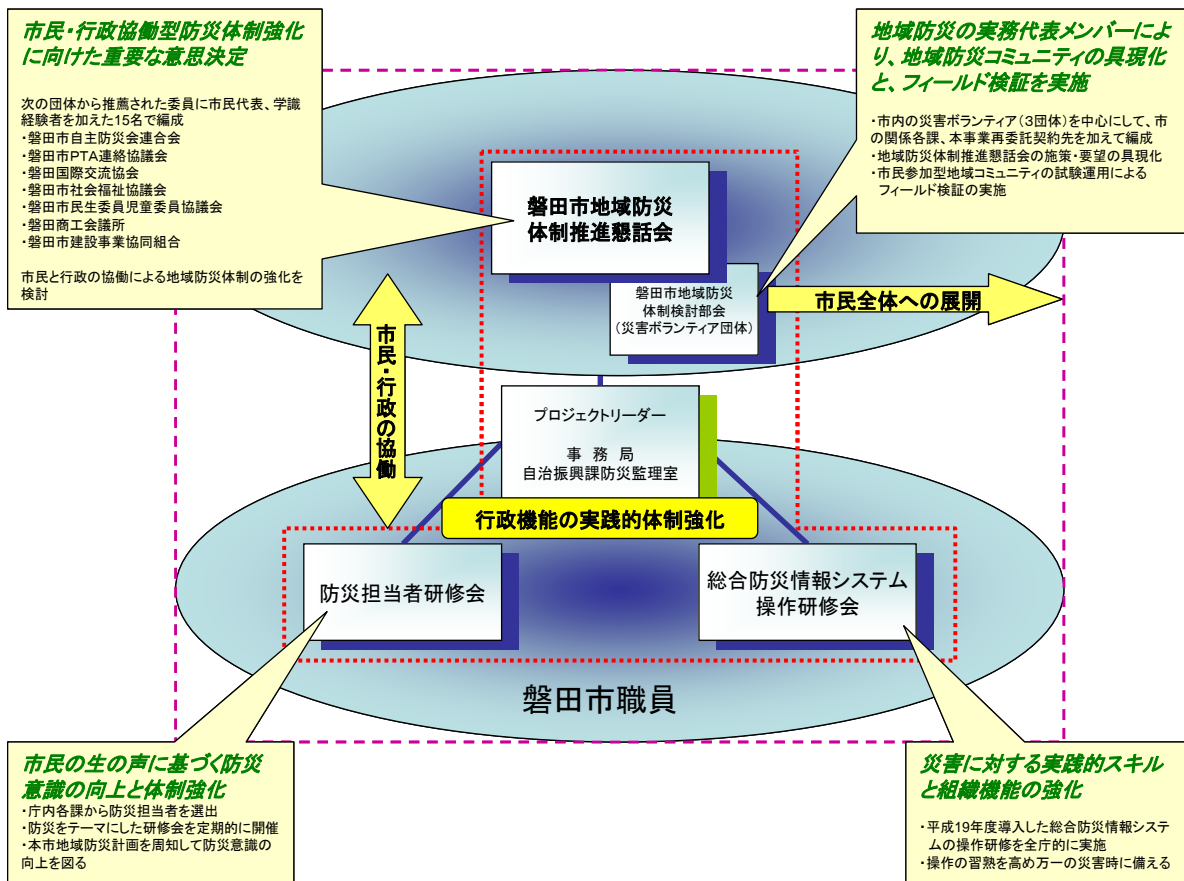 市民・行政協働型防災体制強化
に向けた重要な意思決定
次の団体から推薦された委員に市民代表、学識
経験者を加えた15名で編成
・磐田市自主防災会連合会
・磐田市PTA連絡協議会
・磐田国際交流協会
・磐田市社会福祉協議会
・磐田市民生委員児童委員協議会
・磐田商工会議所
・磐田市建設事業協同組合
市民と行政の協働による地域防災体制の強化を
検討
地域防災の実務代表メンバーによ
り、地域防災コミュニティの具現化
と、フィールド検証を実施
・市内の災害ボランティア（3団体）を中心にして、市
の関係各課、本事業再委託契約先を加えて編成
・地域防災体制推進懇話会の施策・要望の具現化
・市民参加型地域コミュニティの試験運用による
フィールド検証の実施
磐田市地域防災
体制推進懇話会
磐田市地域防災
体制検討部会
（災害ボランティア団体）
市民全体への展開
市民・行政の協働
プロジェクトリーダー
事　務　局
自治振興課防災監理室
行政機能の実践的体制強化
防災担当者研修会
総合防災情報システム
操作研修会
磐田市職員
市民の生の声に基づく防災
意識の向上と体制強化
・庁内各課から防災担当者を選出
・防災をテーマにした研修会を定期的に開催
・本市地域防災計画を周知して防災意識の
向上を図る
災害に対する実践的スキル
と組織機能の強化
・平成19年度導入した総合防災情報システ
ムの操作研修を全庁的に実施
・操作の習熟を高め万一の災害時に備える